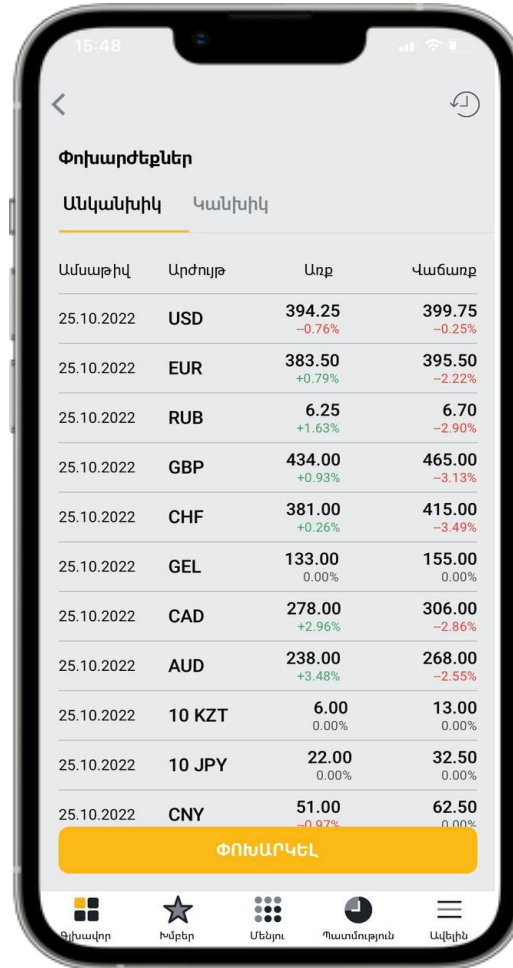 15:48
Փոխարժեքներ
Անկանխիկ Կանխիկ
Ամսաթիվ Արժույթ Առք Վաճառք
25.10.2022 USD 394.25 399.75
–0.76% –0.25%
25.10.2022 EUR 383.50 395.50
+0.79% –2.22%
25.10.2022 RUB 6.25 6.70
+1.63% –2.90%
25.10.2022 GBP 434.00 465.00
+0.93% –3.13%
25.10.2022 CHF 381.00 415.00
+0.26% –3.49%
25.10.2022 GEL 133.00 155.00
0.00% 0.00%
25.10.2022 CAD 278.00 306.00
+2.96% –2.86%
25.10.2022 AUD 238.00 268.00
+3.48% –2.55%
25.10.2022 10 KZT 6.00 13.00
0.00% 0.00%
25.10.2022 10 JPY 22.00 32.50
0.00% 0.00%
25.10.2022 CNY 51.00 62.50
–0.97% 0.00%
ՓՈԽԱՐԿԵԼ
Գլխավոր Խմբեր Մենյու Պատմություն Ավելին